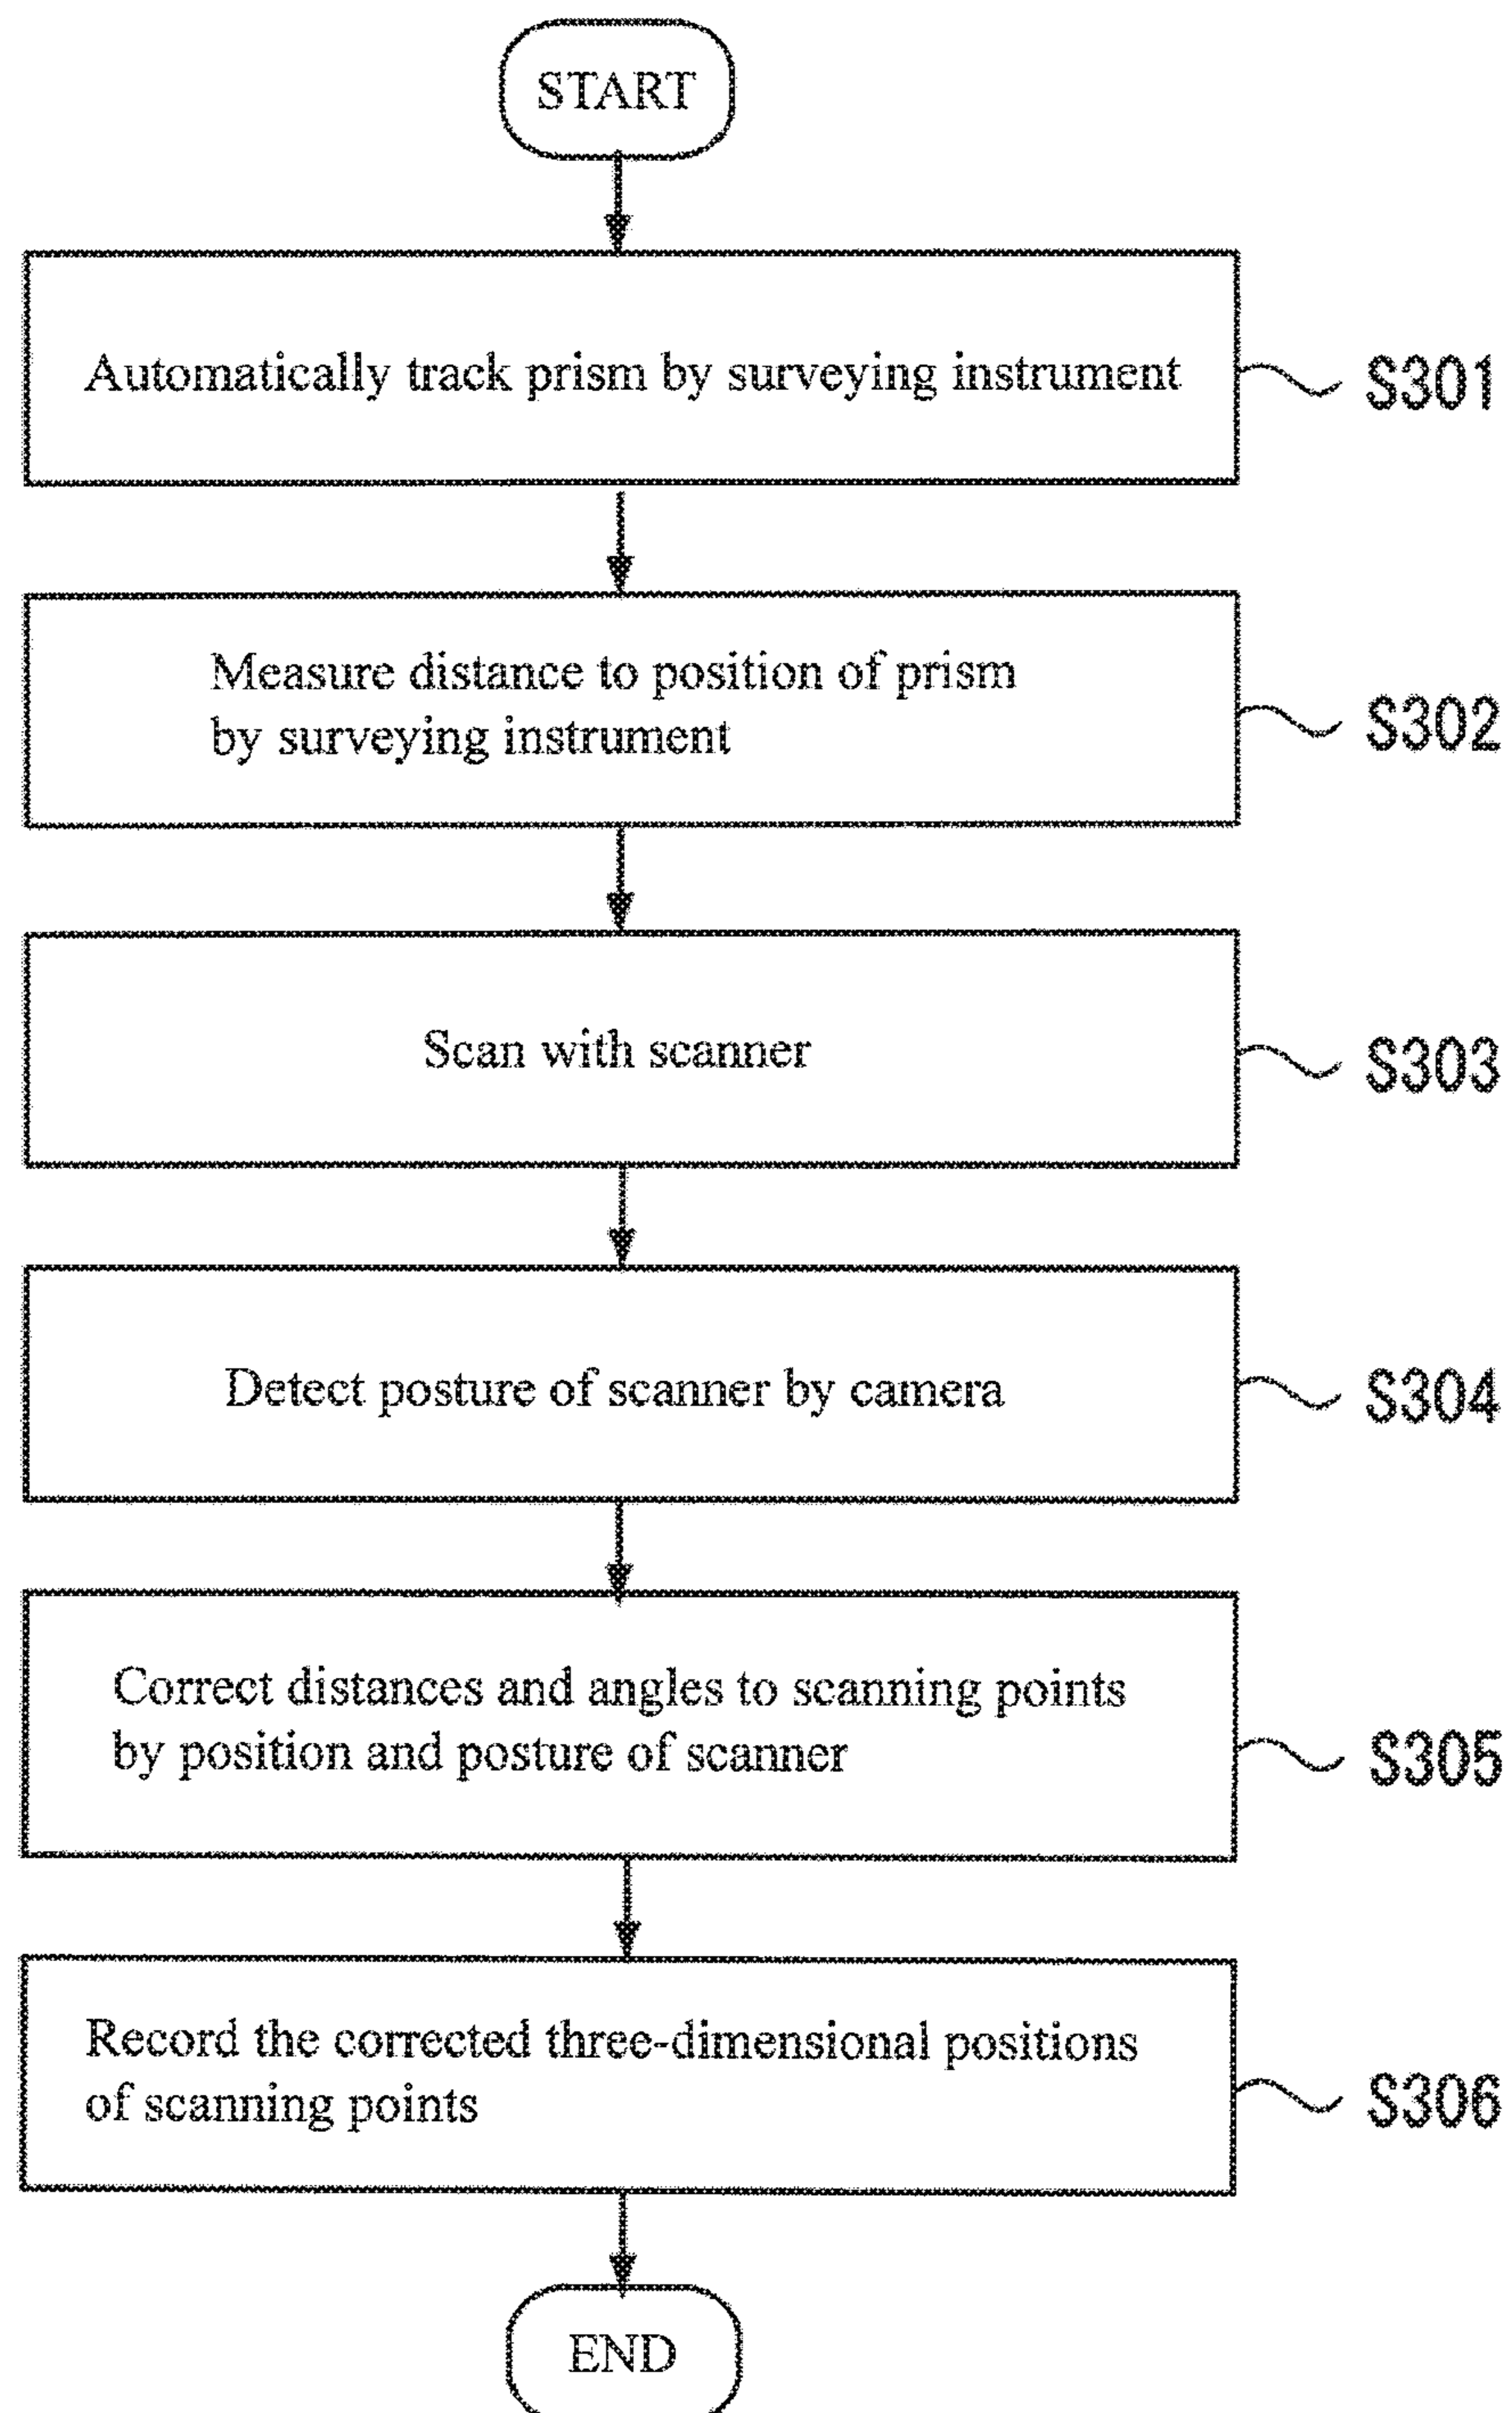 START
Automatically track prism by surveying instrument
S301
Measure distance to position of prism
by surveying instrument
S302
Scan with scanner
S303
Detect posture of scanner by camera
S304
Correct distances and angles to scanning points
by position and posture of scanner
S305
Record the corrected three-dimensional positions
of scanning points
S306
END